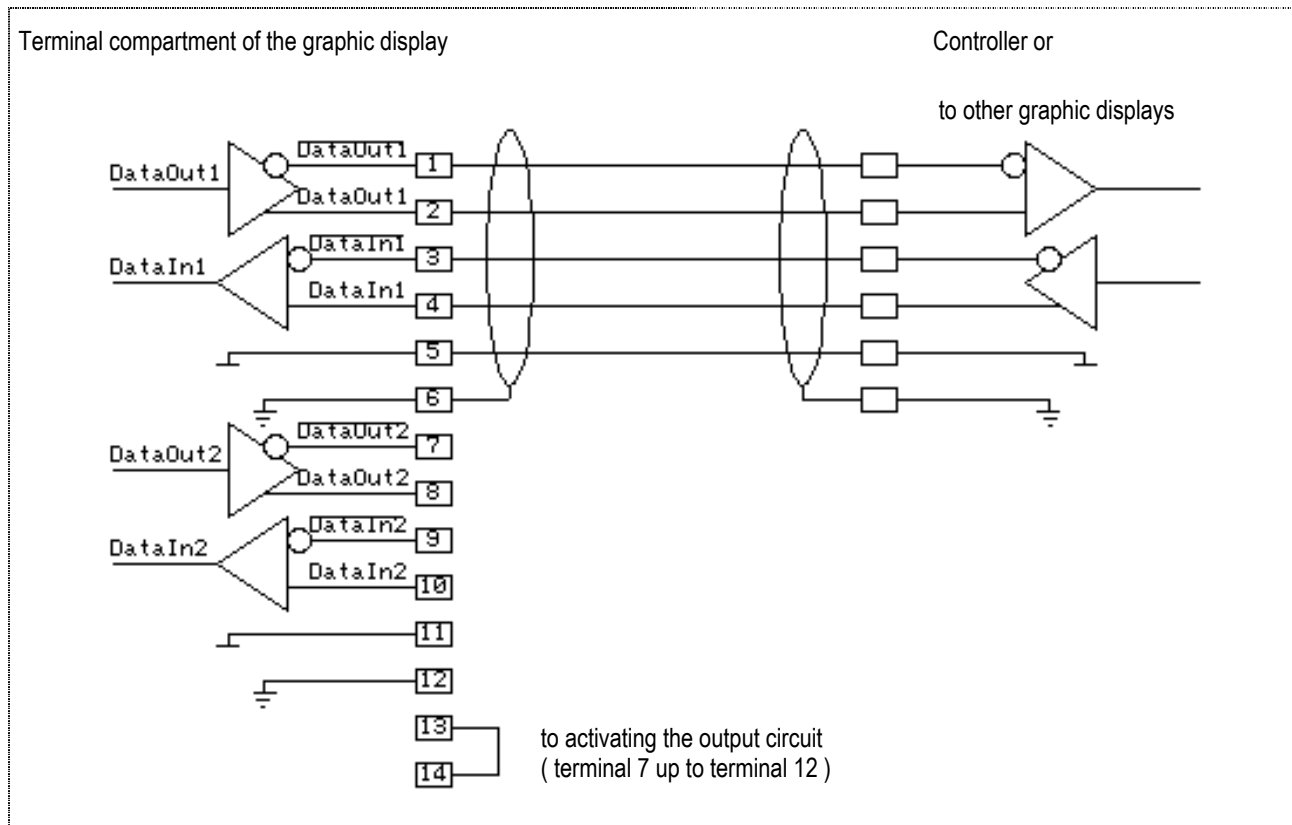 Terminal compartment of the graphic display
Controller or
to other graphic displays
DataOut1
DataOut1
1
DataOut1
2
DataIn1
DataIn1
3
DataIn1
4
5
6
DataOut2
DataOut2
7
DataOut2
8
DataIn2
DataIn2
9
DataIn2
10
11
12
13
14
to activating the output circuit
( terminal 7 up to terminal 12 )